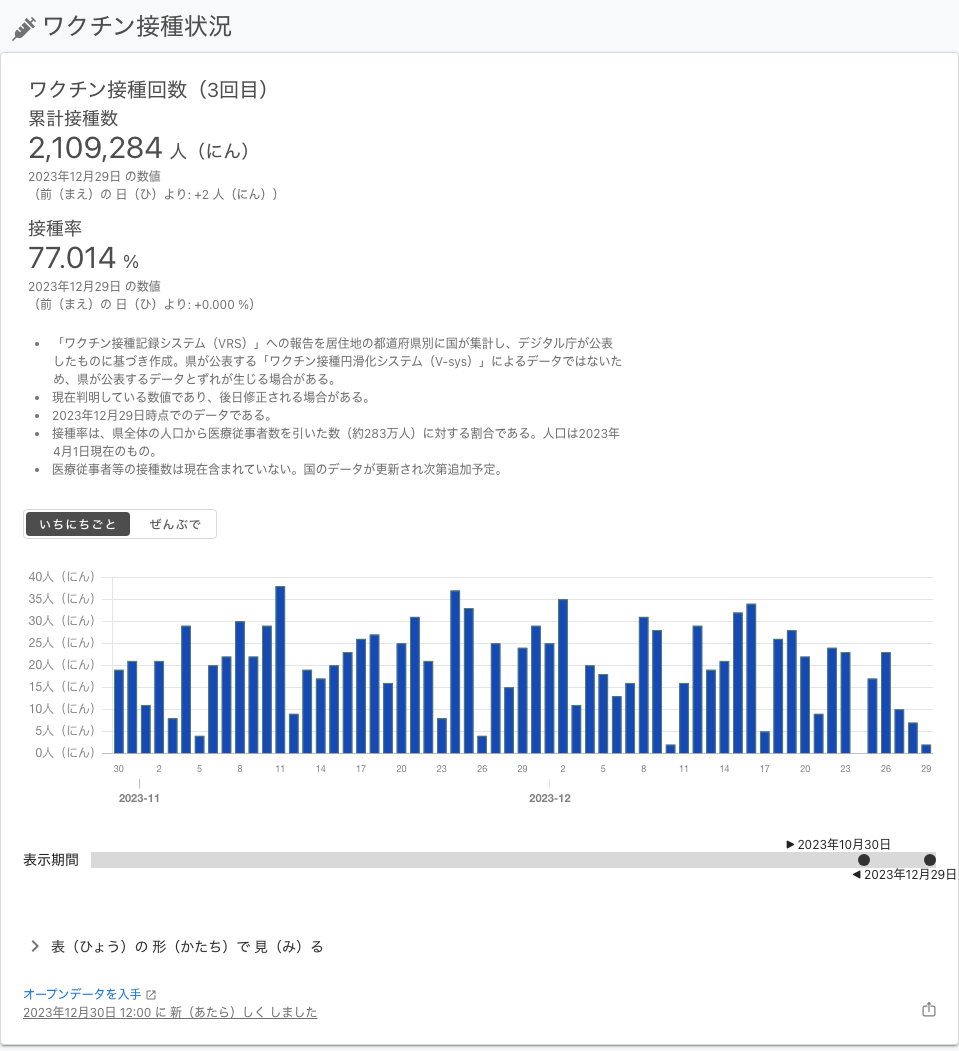 ワクチン接種状況
ワクチン接種回数（3回目）
累計接種数
2,109,284 人（にん）
2023年12月29日 の数値
（前（まえ）の 日（ひ）より: +2 人（にん））
接種率
77.014 %
2023年12月29日 の数値
（前（まえ）の 日（ひ）より: +0.000 %）
• 「ワクチン接種記録システム（VRS）」への報告を居住地の都道府県別に国が集計し、デジタル庁が公表
したものに基づき作成。県が公表する「ワクチン接種円滑化システム（V-sys）」によるデータではないた
め、県が公表するデータとずれが生じる場合がある。
• 現在判明している数値であり、後日修正される場合がある。
• 2023年12月29日時点でのデータである。
• 接種率は、県全体の人口から医療従事者数を引いた数（約283万人）に対する割合である。人口は2023年
4月1日現在のもの。
• 医療従事者等の接種数は現在含まれていない。国のデータが更新され次第追加予定。
いちにちごと ぜんぶで
40人（にん）
35人（にん）
30人（にん）
25人（にん）
20人（にん）
15人（にん）
10人（にん）
5人（にん）
0人（にん）
30 2 5 8 11 14 17 20 23 26 29 2 5 8 11 14 17 20 23 26 29
2023-11 2023-12
▶ 2023年10月30日
表示期間
◀ 2023年12月29日
表（ひょう）の 形（かたち）で 見（み）る
オープンデータを入手
2023年12月30日 12:00 に 新（あたら）しく しました